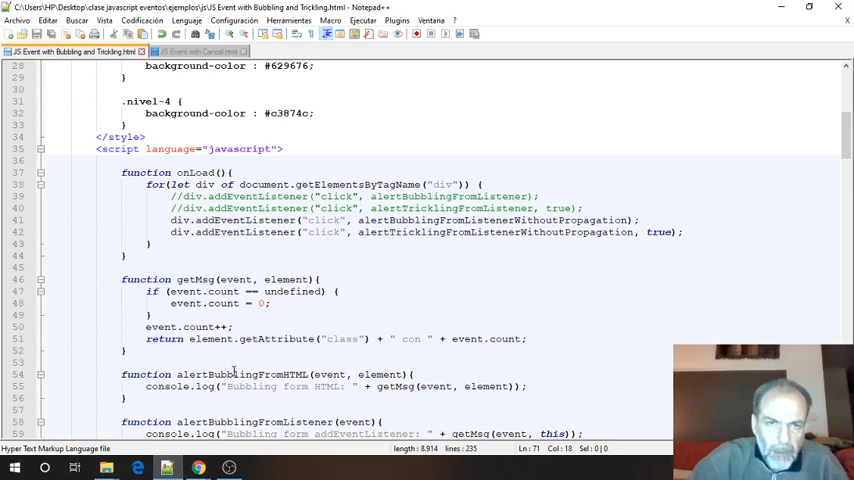 C:\Users\HP\Desktop\clase javascript eventos\ejemplos\js\JS Event with Bubbling and Trickling.html - Notepad++
Archivo Editar Buscar Vista Codificación Lenguaje Configuración Herramientas Macro Ejecutar Plugins Ventana ?
JS Event with Bubbling and Trickling.html JS Event with Cancel.html
28 background-color : #629676;
29 }
30
31 .nivel-4 {
32 background-color : #c3874c;
33 }
34 </style>
35 <script language="javascript">
36
37 function onLoad(){
38 for(let div of document.getElementsByTagName("div")) {
39 //div.addEventListener("click", alertBubblingFromListener);
40 //div.addEventListener("click", alertTricklingFromListener, true);
41 div.addEventListener("click", alertBubblingFromListenerWithoutPropagation);
42 div.addEventListener("click", alertTricklingFromListenerWithoutPropagation, true);
43 }
44 }
45
46 function getMsg(event, element){
47 if (event.count == undefined) {
48 event.count = 0;
49 }
50 event.count++;
51 return element.getAttribute("class") + " con " + event.count;
52 }
53
54 function alertBubblingFromHTML(event, element){
55 console.log("Bubbling form HTML: " + getMsg(event, element));
56 }
57
58 function alertBubblingFromListener(event){
59 console.log("Bubbling form addEventListener: " + getMsg(event, this));
Hyper Text Markup Language file length : 8.914 lines : 235 Ln : 71 Col : 18 Sel : 0 | 0